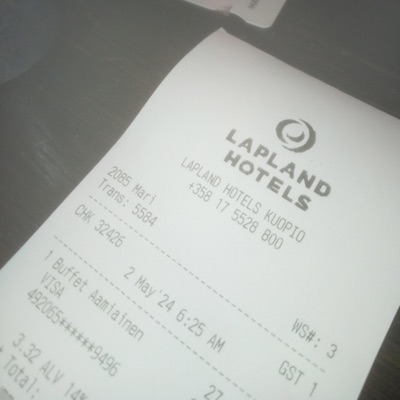 LAPLAND
HOTELS
LAPLAND HOTELS KUOPIO
+358 17 5528 800
2085 Mari
Trans: 5584 WS#: 3
CHK 32426 GST 1
2 May'24 6:25 AM
1 Buffet Aamiainen 27
VISA
492065******9496
3.32 ALV 14%
Total: